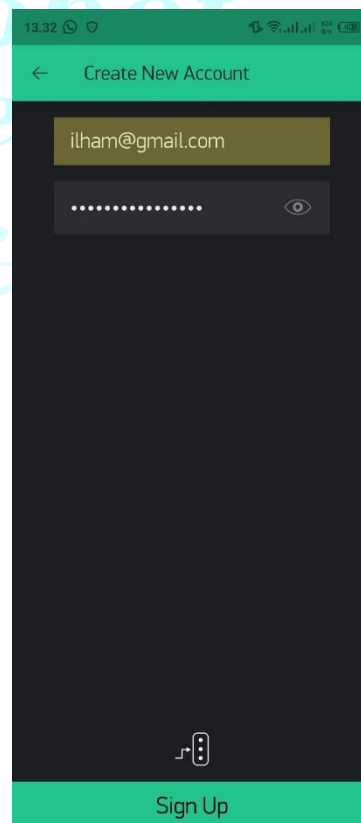 13.32
Create New Account
ilham@gmail.com
••••••••••••••••
Sign Up